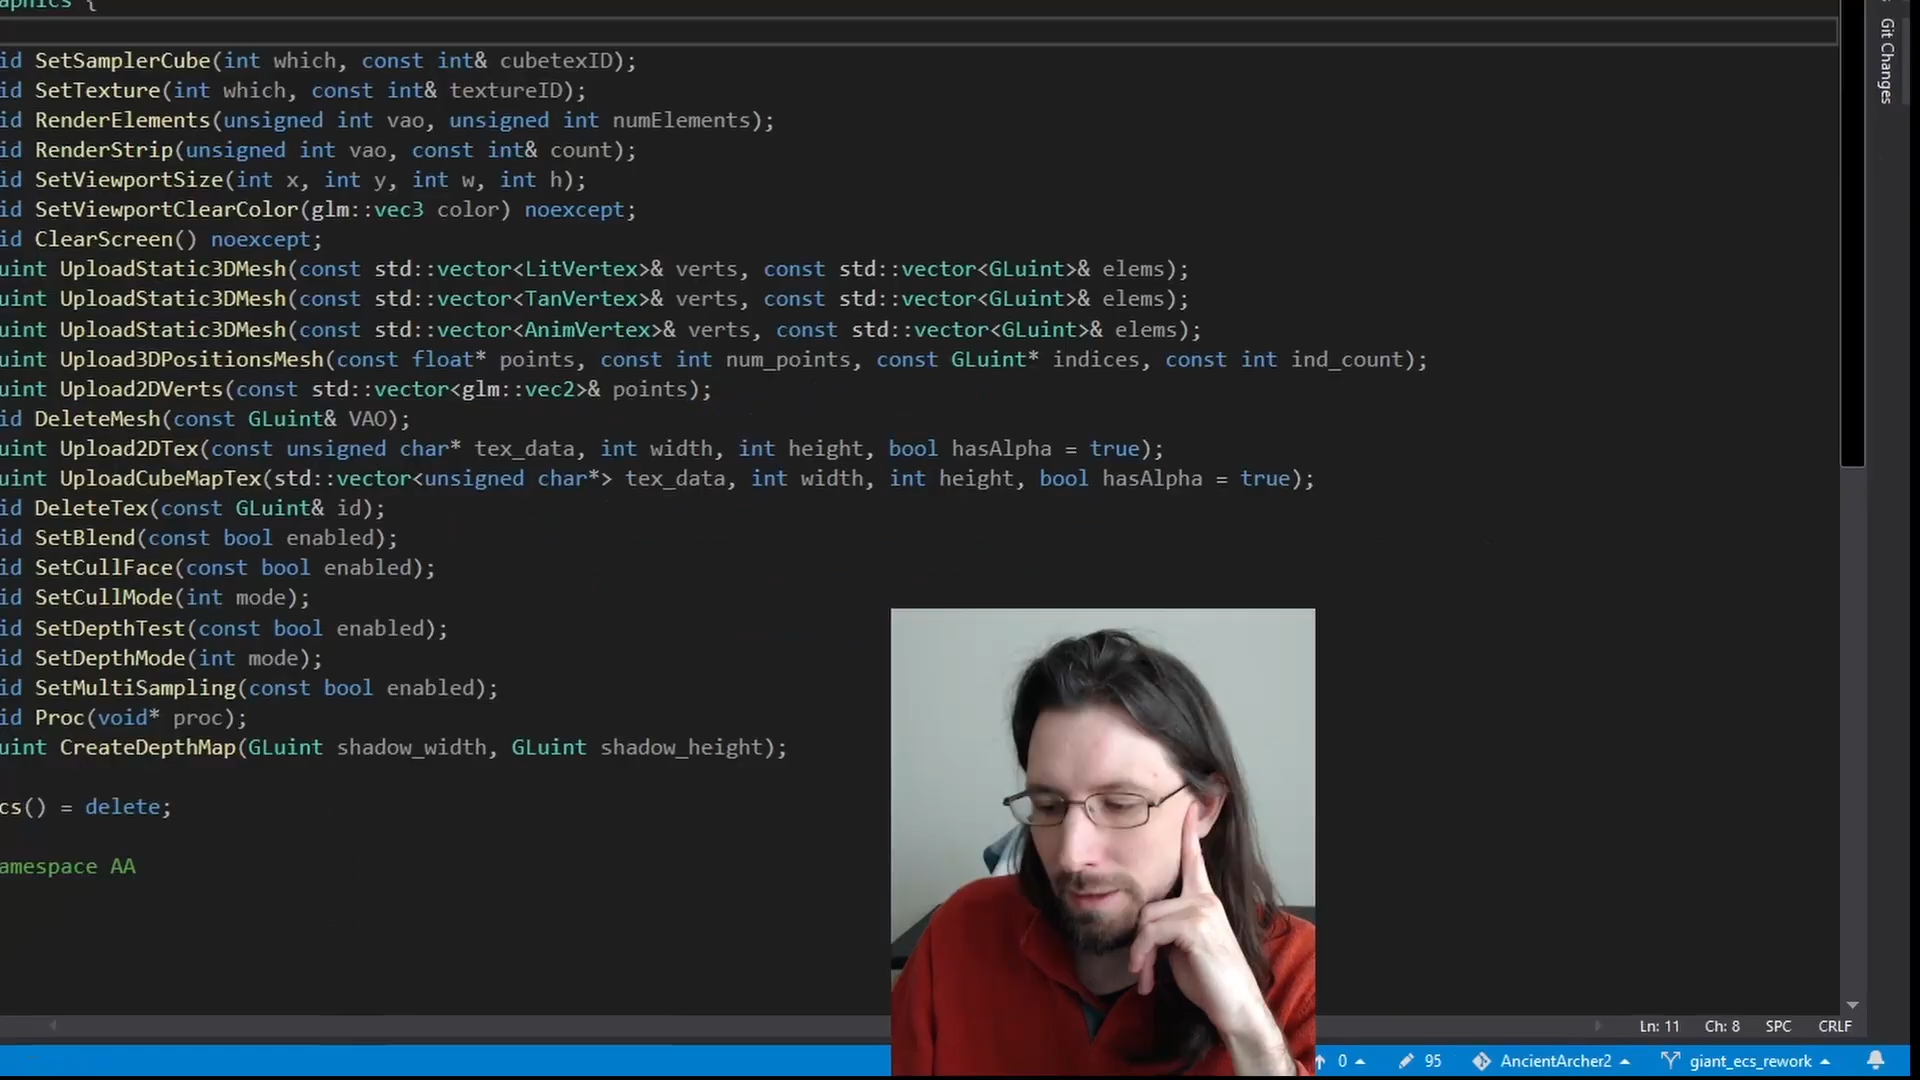 aphics {
id SetSamplerCube(int which, const int& cubetexID);
id SetTexture(int which, const int& textureID);
id RenderElements(unsigned int vao, unsigned int numElements);
id RenderStrip(unsigned int vao, const int& count);
id SetViewportSize(int x, int y, int w, int h);
id SetViewportClearColor(glm::vec3 color) noexcept;
id ClearScreen() noexcept;
uint UploadStatic3DMesh(const std::vector<LitVertex>& verts, const std::vector<GLuint>& elems);
uint UploadStatic3DMesh(const std::vector<TanVertex>& verts, const std::vector<GLuint>& elems);
uint UploadStatic3DMesh(const std::vector<AnimVertex>& verts, const std::vector<GLuint>& elems);
uint Upload3DPositionsMesh(const float* points, const int num_points, const GLuint* indices, const int ind_count);
uint Upload2DVerts(const std::vector<glm::vec2>& points);
id DeleteMesh(const GLuint& VAO);
uint Upload2DTex(const unsigned char* tex_data, int width, int height, bool hasAlpha = true);
uint UploadCubeMapTex(std::vector<unsigned char*> tex_data, int width, int height, bool hasAlpha = true);
id DeleteTex(const GLuint& id);
id SetBlend(const bool enabled);
id SetCullFace(const bool enabled);
id SetCullMode(int mode);
id SetDepthTest(const bool enabled);
id SetDepthMode(int mode);
id SetMultiSampling(const bool enabled);
id Proc(void* proc);
uint CreateDepthMap(GLuint shadow_width, GLuint shadow_height);
cs() = delete;
amespace AA
Git Changes
Ln: 11 Ch: 8 SPC CRLF
0 95 AncientArcher2 giant_ecs_rework